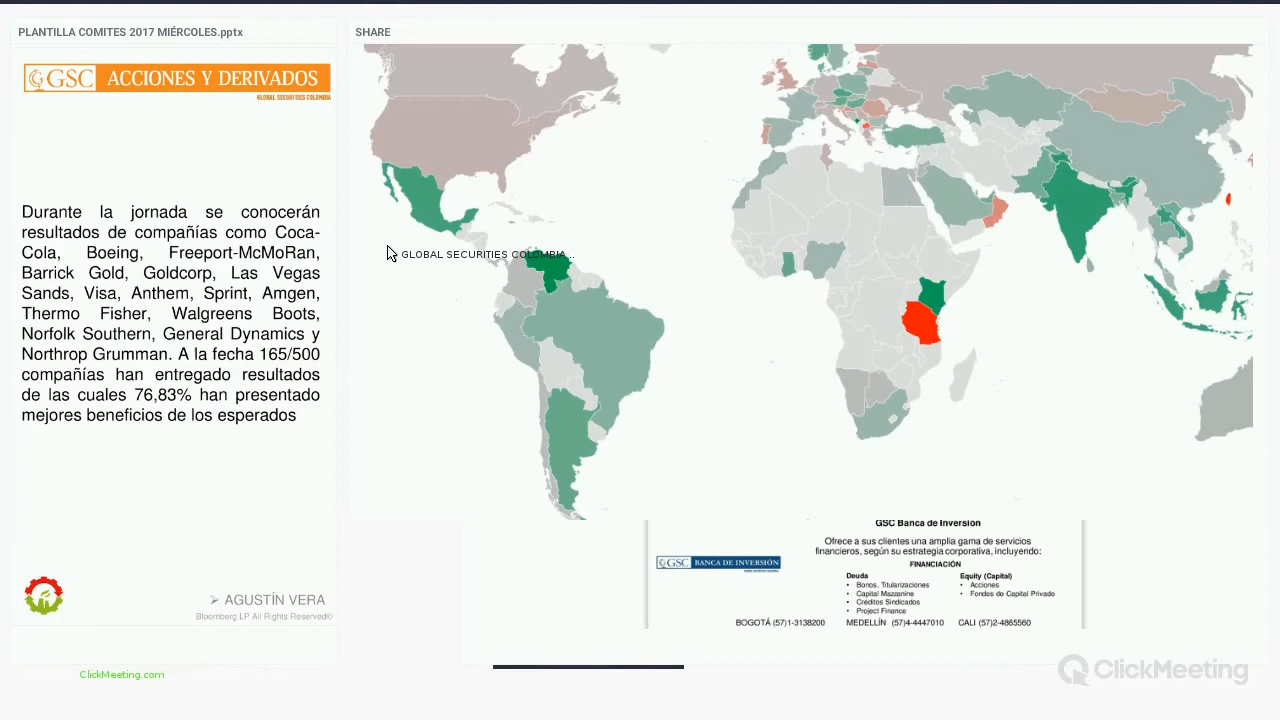 PLANTILLA COMITES 2017 MIÉRCOLES.pptx
SHARE
GSC ACCIONES Y DERIVADOS
GLOBAL SECURITIES COLOMBIA
Durante la jornada se conocerán
resultados de compañías como Coca-
Cola, Boeing, Freeport-McMoRan,
Barrick Gold, Goldcorp, Las Vegas
Sands, Visa, Anthem, Sprint, Amgen,
Thermo Fisher, Walgreens Boots,
Norfolk Southern, General Dynamics y
Northrop Grumman. A la fecha 165/500
compañías han entregado resultados
de las cuales 76,83% han presentado
mejores beneficios de los esperados
➢ AGUSTÍN VERA
Bloomberg LP All Rights Reserved©
ClickMeeting.com
GLOBAL SECURITIES COLOMBIA...
GSC Banca de Inversión
Ofrece a sus clientes una amplia gama de servicios
financieros, según su estrategia corporativa, incluyendo:
GSC BANCA DE INVERSIÓN
FINANCIACIÓN
Deuda
• Bonos, Titularizaciones
• Capital Mazzanine
• Créditos Sindicados
• Project Finance
Equity (Capital)
• Acciones
• Fondos de Capital Privado
BOGOTÁ (57)1-3138200 MEDELLÍN (57)4-4447010 CALI (57)2-4865560
ClickMeeting